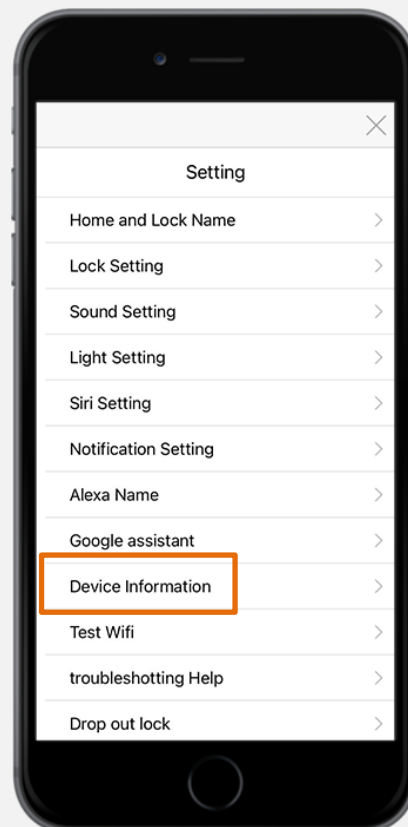 Setting
Home and Lock Name
Lock Setting
Sound Setting
Light Setting
Siri Setting
Notification Setting
Alexa Name
Google assistant
Device Information
Test Wifi
troubleshotting Help
Drop out lock